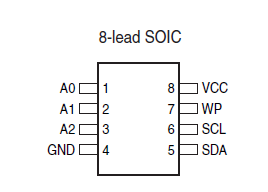 8-lead SOIC
A0 1 8 VCC
A1 2 7 WP
A2 3 6 SCL
GND 4 5 SDA